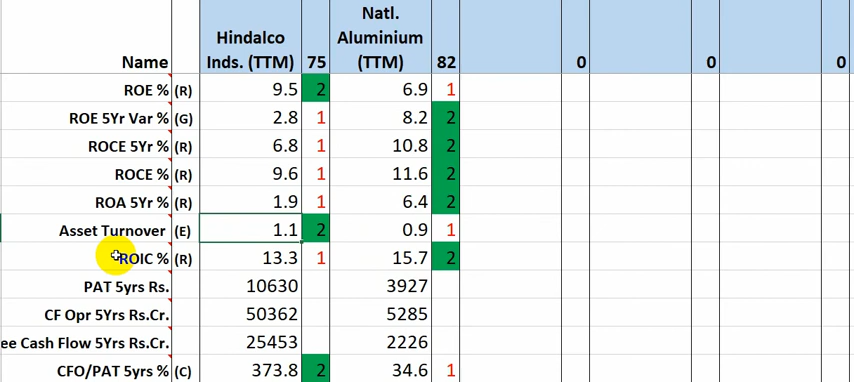 Name Hindalco Inds. (TTM) 75 Natl. Aluminium (TTM) 82 0 0 0
ROE % (R) 9.5 2 6.9 1
ROE 5Yr Var % (G) 2.8 1 8.2 2
ROCE 5Yr % (R) 6.8 1 10.8 2
ROCE % (R) 9.6 1 11.6 2
ROA 5Yr % (R) 1.9 1 6.4 2
Asset Turnover (E) 1.1 2 0.9 1
ROIC % (R) 13.3 1 15.7 2
PAT 5yrs Rs. 10630 3927
CF Opr 5Yrs Rs.Cr. 50362 5285
ee Cash Flow 5Yrs Rs.Cr. 25453 2226
CFO/PAT 5yrs % (C) 373.8 2 34.6 1